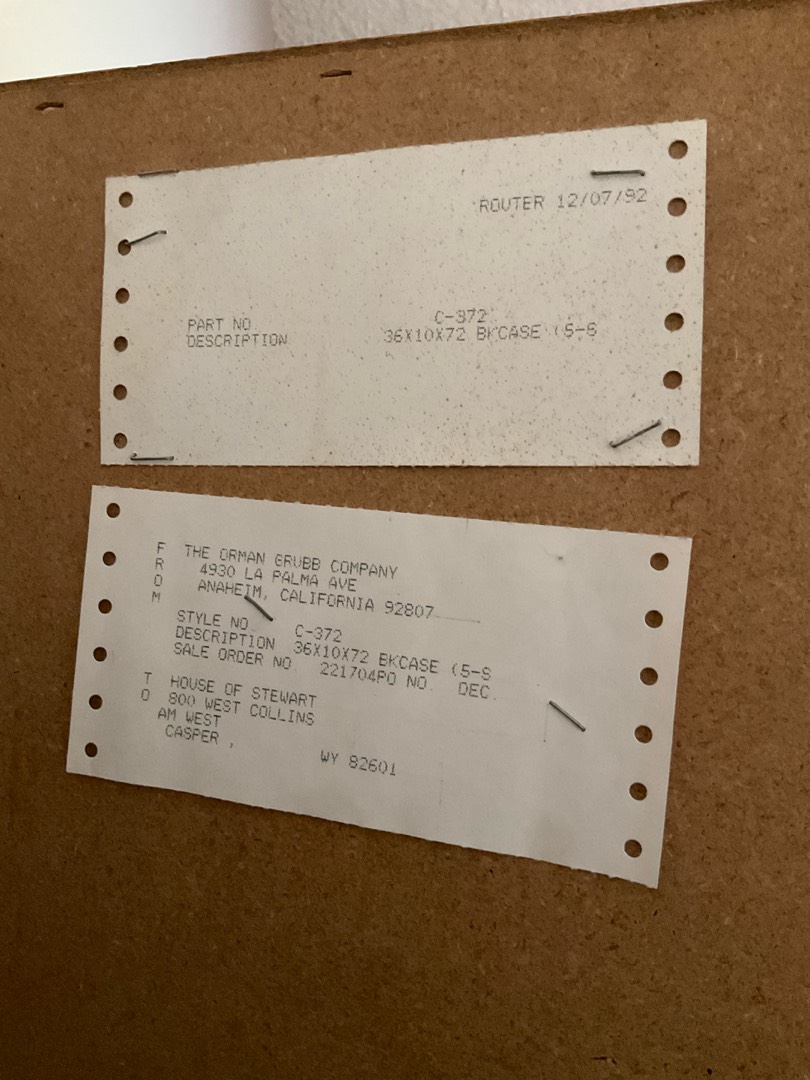 ROUTER 12/07/92
PART NO C-372
DESCRIPTION 36X10X72 BKCASE (5-S
FROM
THE ORMAN GRUBB COMPANY
4930 LA PALMA AVE
ANAHEIM, CALIFORNIA 92807
STYLE NO. C-372
DESCRIPTION 36X10X72 BKCASE (5-S
SALE ORDER NO. 221704PO NO. DEC.
TO
HOUSE OF STEWART
800 WEST COLLINS
AM WEST
CASPER , WY 82601